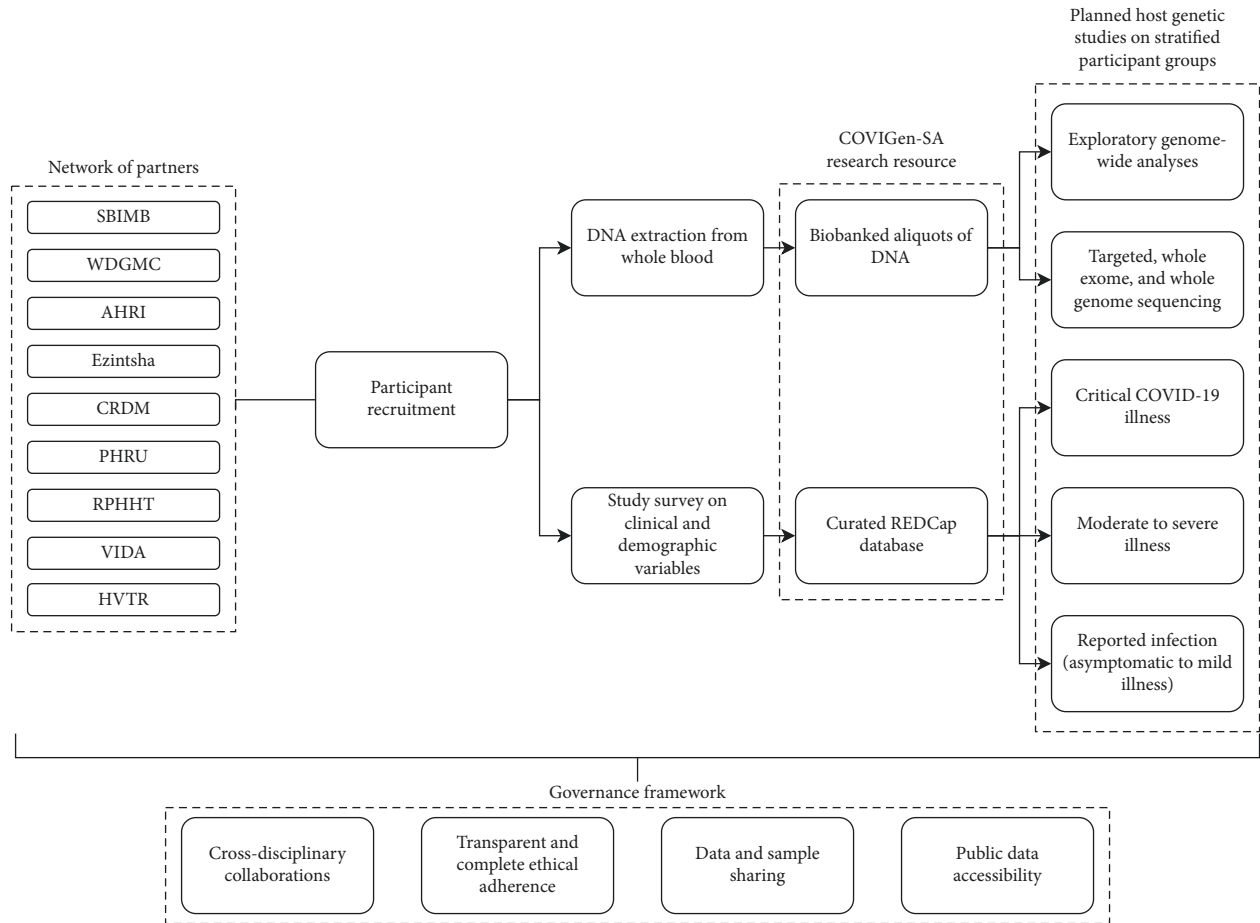 Network of partners
SBIMB
WDGMC
AHRI
Ezintsha
CRDM
PHRU
RPHHT
VIDA
HVTR
Participant
recruitment
DNA extraction from
whole blood
Study survey on
clinical and
demographic
variables
COVIGen-SA
research resource
Biobanked aliquots of
DNA
Curated REDCap
database
Planned host genetic
studies on stratified
participant groups
Exploratory genome-
wide analyses
Targeted, whole
exome, and whole
genome sequencing
Critical COVID-19
illness
Moderate to severe
illness
Reported infection
(asymptomatic to mild
illness)
Governance framework
Cross-disciplinary
collaborations
Transparent and
complete ethical
adherence
Data and sample
sharing
Public data
accessibility